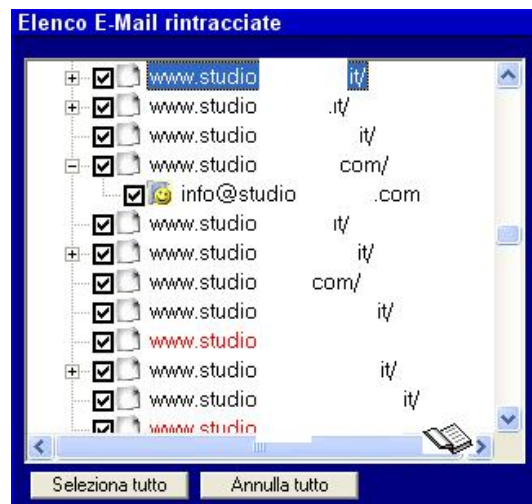 Elenco E-Mail rintracciate
www.studio it/
www.studio .it/
www.studio it/
www.studio com/
info@studio .com
www.studio it/
www.studio it/
www.studio com/
www.studio it/
www.studio
www.studio it/
www.studio it/
www.studio
Seleziona tutto Annulla tutto